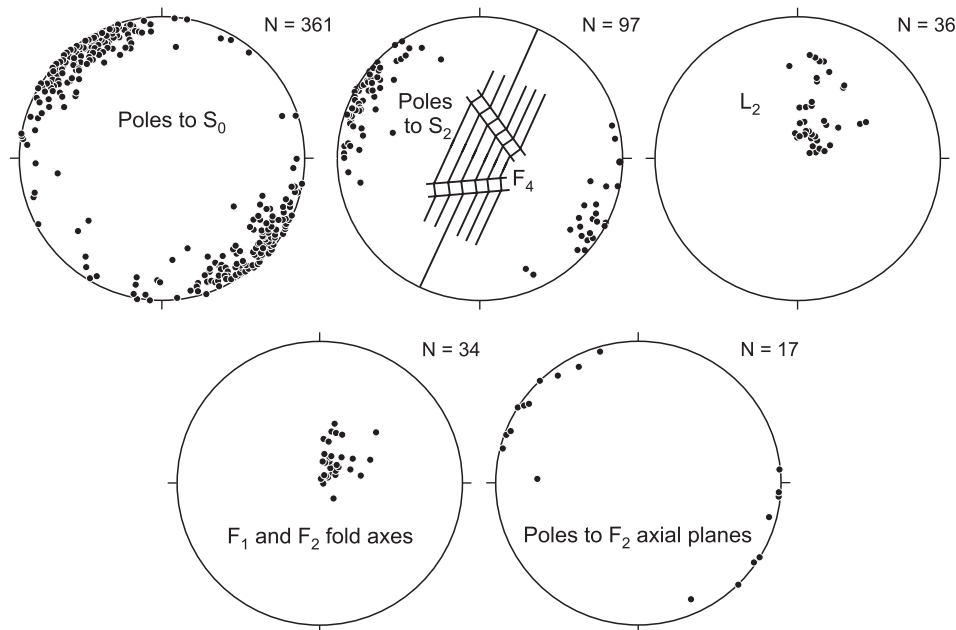 N = 361
Poles to S₀
N = 97
Poles
to S₂
F₄
N = 36
L₂
N = 34
F₁ and F₂ fold axes
N = 17
Poles to F₂ axial planes